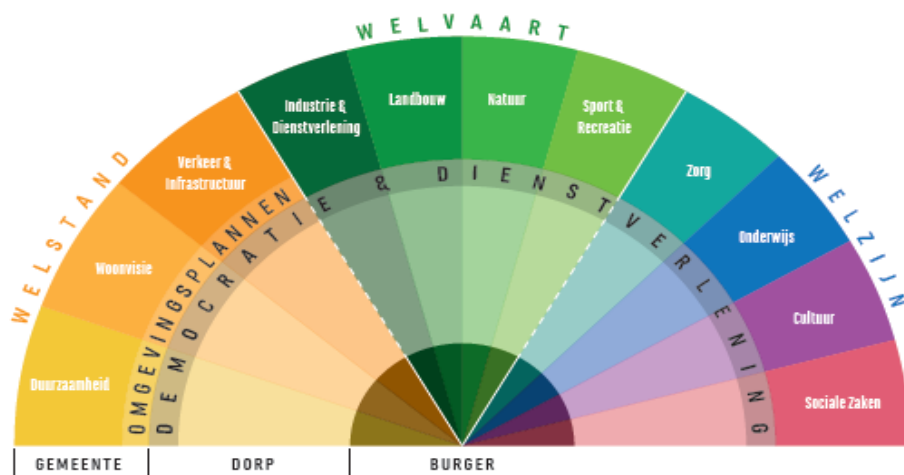 WELSTAND
WELVAART
WELZIJN
Duurzaamheid
Woonvisie
Verkeer &
Infrastructuur
Industrie &
Dienstverlening
Landbouw
Natuur
Sport &
Recreatie
Zorg
Onderwijs
Cultuur
Sociale Zaken
OMGEVINGSPLANNEN
DEMOCRATIE & DIENSTVERLENING
GEMEENTE
DORP
BURGER